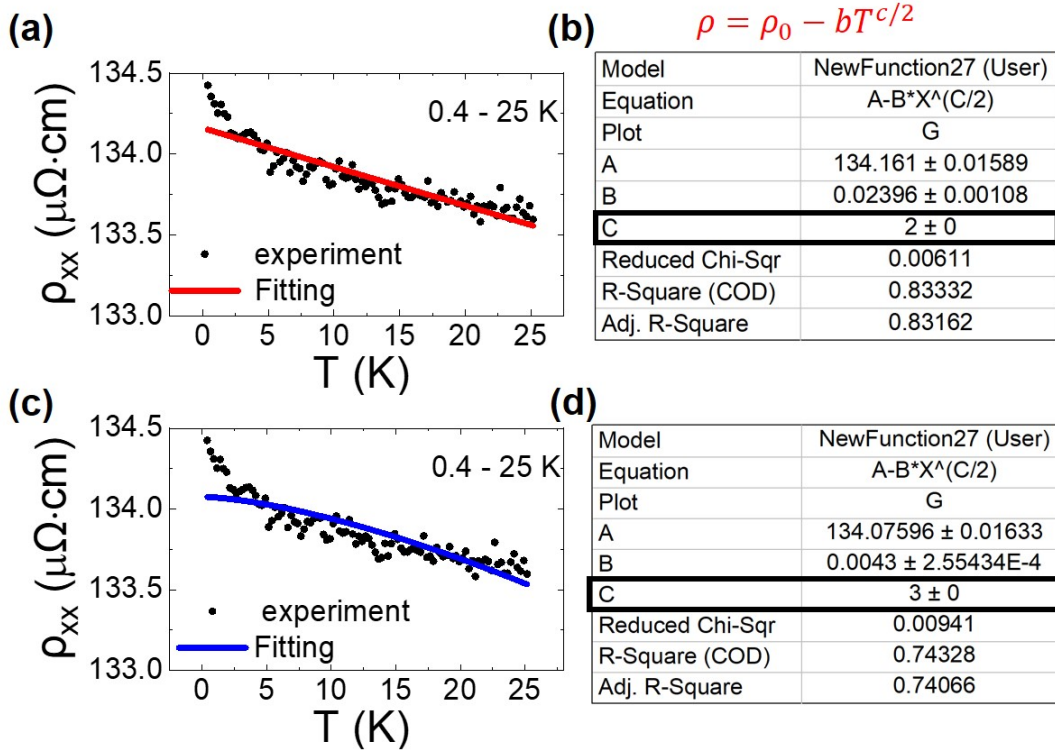 (a)
134.5
134.0
133.5
133.0
ρxx (μΩ·cm)
0.4 - 25 K
experiment
Fitting
0 5 10 15 20 25
T (K)
(b)
ρ = ρ₀ − bT^{c/2}
Model NewFunction27 (User)
Equation A-B*X^(C/2)
Plot G
A 134.161 ± 0.01589
B 0.02396 ± 0.00108
C 2 ± 0
Reduced Chi-Sqr 0.00611
R-Square (COD) 0.83332
Adj. R-Square 0.83162
(c)
134.5
134.0
133.5
133.0
ρxx (μΩ·cm)
0.4 - 25 K
experiment
Fitting
0 5 10 15 20 25
T (K)
(d)
Model NewFunction27 (User)
Equation A-B*X^(C/2)
Plot G
A 134.07596 ± 0.01633
B 0.0043 ± 2.55434E-4
C 3 ± 0
Reduced Chi-Sqr 0.00941
R-Square (COD) 0.74328
Adj. R-Square 0.74066